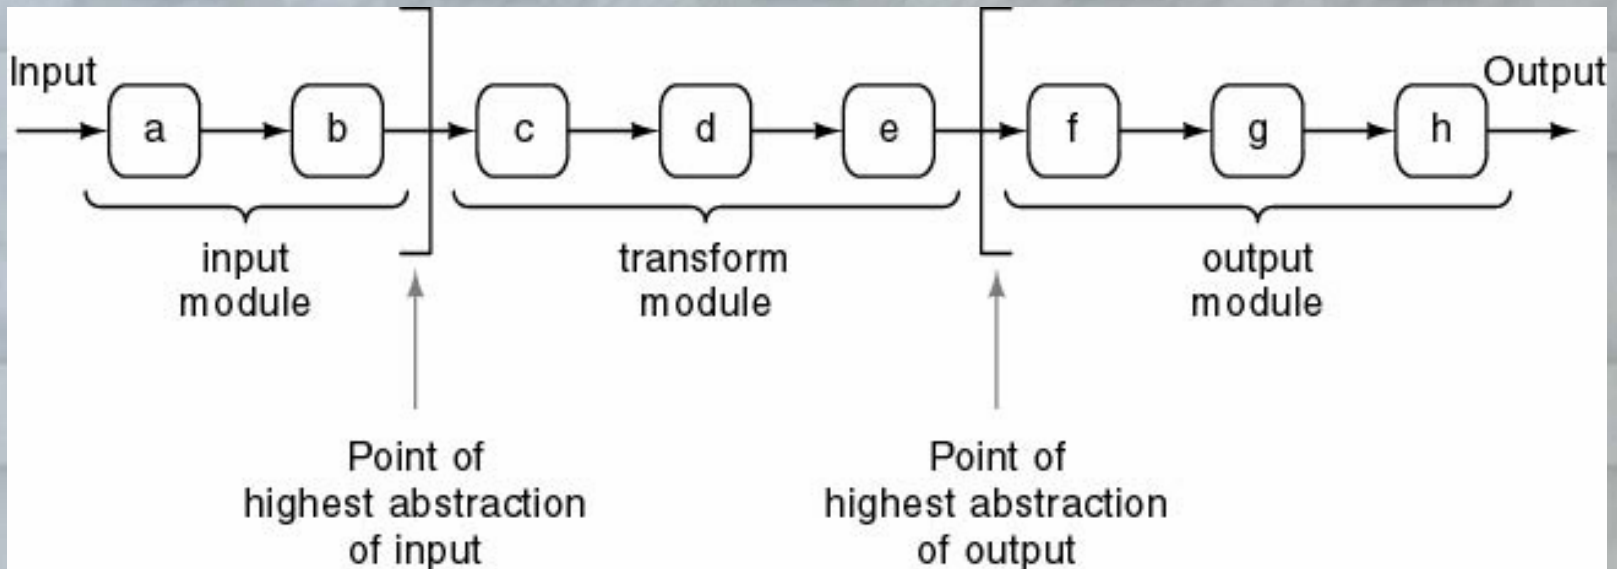 Input
Output
a
b
c
d
e
f
g
h
input
module
transform
module
output
module
Point of
highest abstraction
of input
Point of
highest abstraction
of output